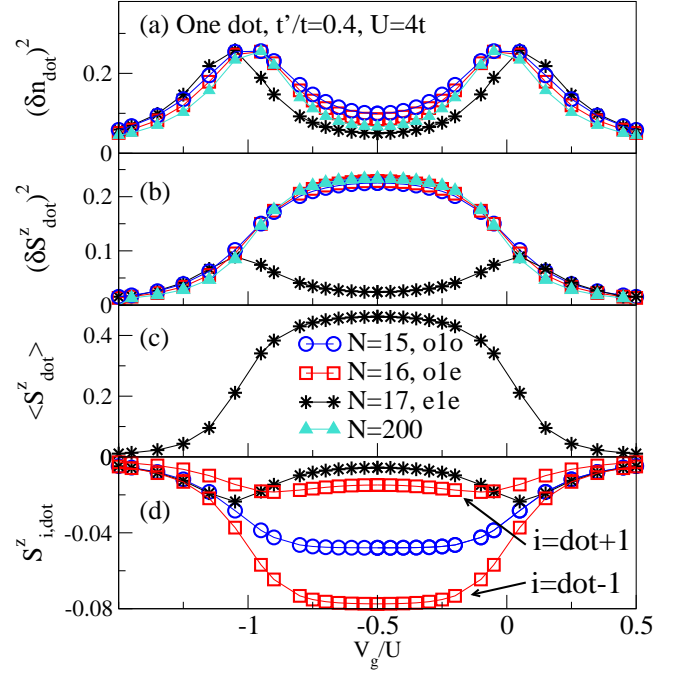 (a) One dot, t'/t=0.4, U=4t
(δn_dot)^2
0.2
0
(b)
(δS^z_dot)^2
0.2
0.1
0
(c)
<S^z_dot>
0.4
0.2
0
N=15, o1o
N=16, o1e
N=17, e1e
N=200
(d)
S^z_i,dot
0
-0.04
-0.08
i=dot+1
i=dot-1
-1
-0.5
0
0.5
V_g/U